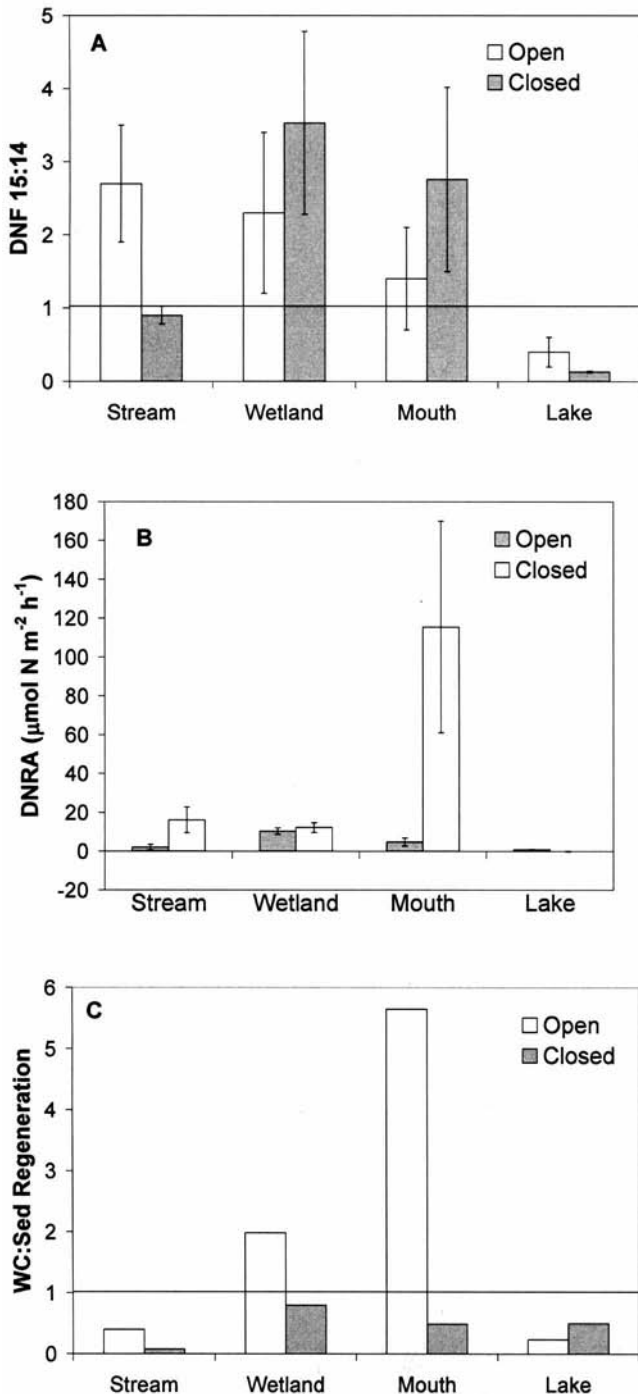 A
Open
Closed
DNF 15:14
5
4
3
2
1
0
Stream Wetland Mouth Lake
B
Open
Closed
DNRA (μmol N m⁻² h⁻¹)
180
160
140
120
100
80
60
40
20
0
-20
Stream Wetland Mouth Lake
C
Open
Closed
WC:Sed Regeneration
6
5
4
3
2
1
0
Stream Wetland Mouth Lake